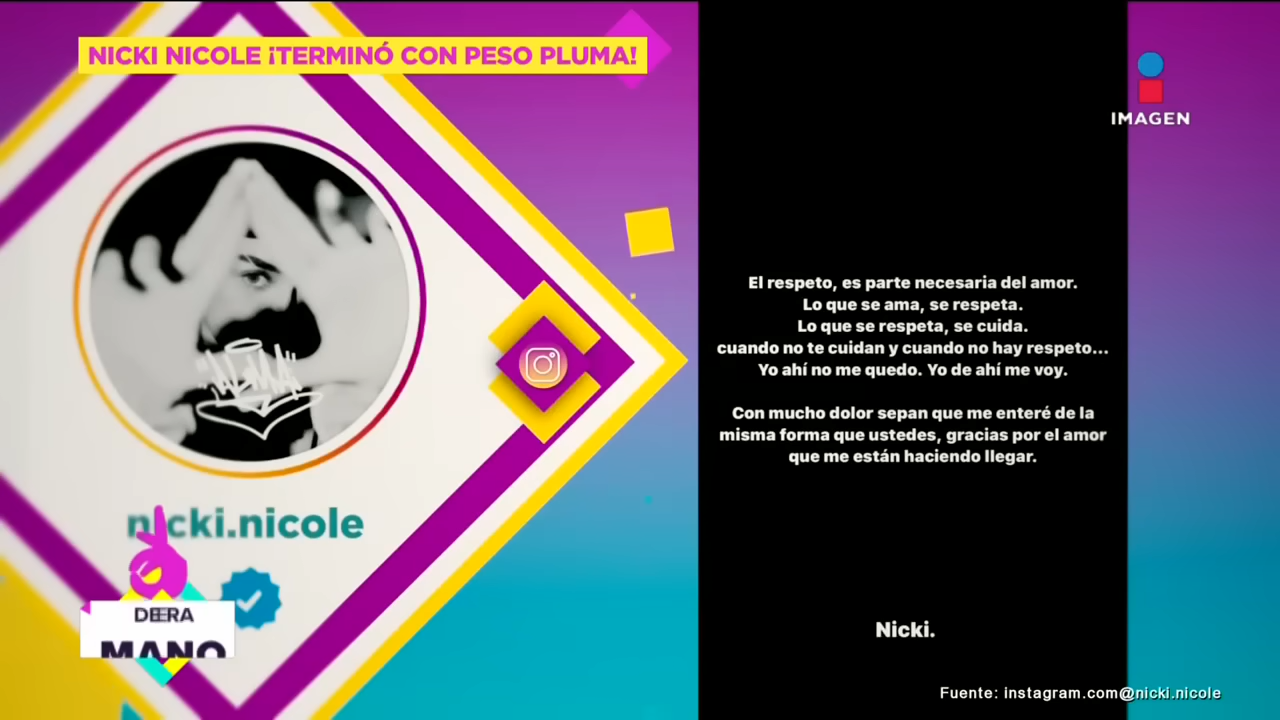 NICKI NICOLE ¡TERMINÓ CON PESO PLUMA!
IMAGEN
El respeto, es parte necesaria del amor.
Lo que se ama, se respeta.
Lo que se respeta, se cuida.
cuando no te cuidan y cuando no hay respeto...
Yo ahí no me quedo. Yo de ahí me voy.
Con mucho dolor sepan que me enteré de la
misma forma que ustedes, gracias por el amor
que me están haciendo llegar.
Nicki.
ALMA
nicki.nicole
MANO
Fuente: instagram.com@nicki.nicole